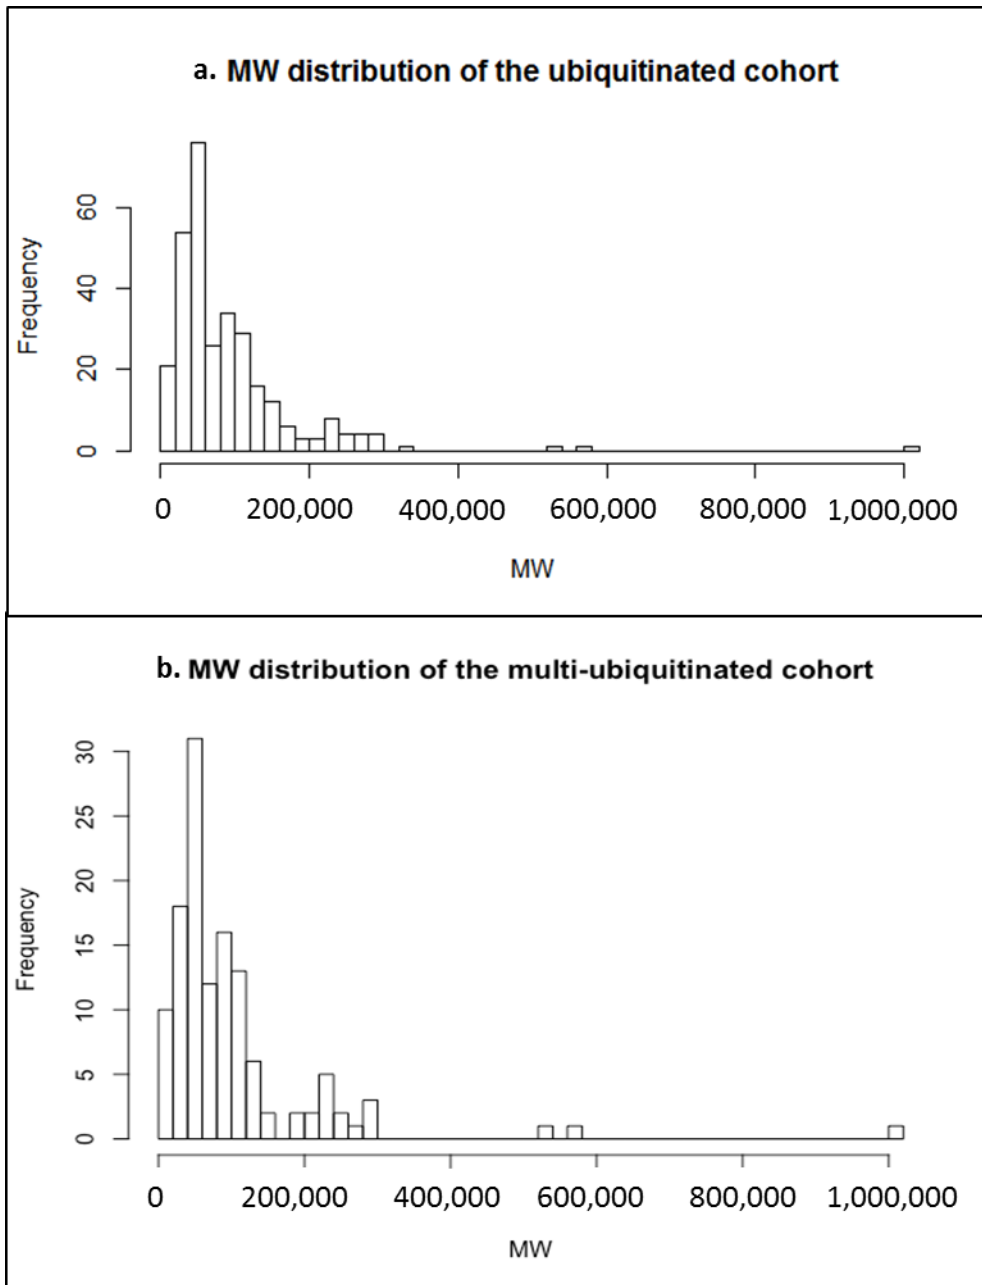 a. MW distribution of the ubiquitinated cohort
60
40
20
0
Frequency
0 200,000 400,000 600,000 800,000 1,000,000
MW
b. MW distribution of the multi-ubiquitinated cohort
30
25
20
15
10
5
0
Frequency
0 200,000 400,000 600,000 800,000 1,000,000
MW